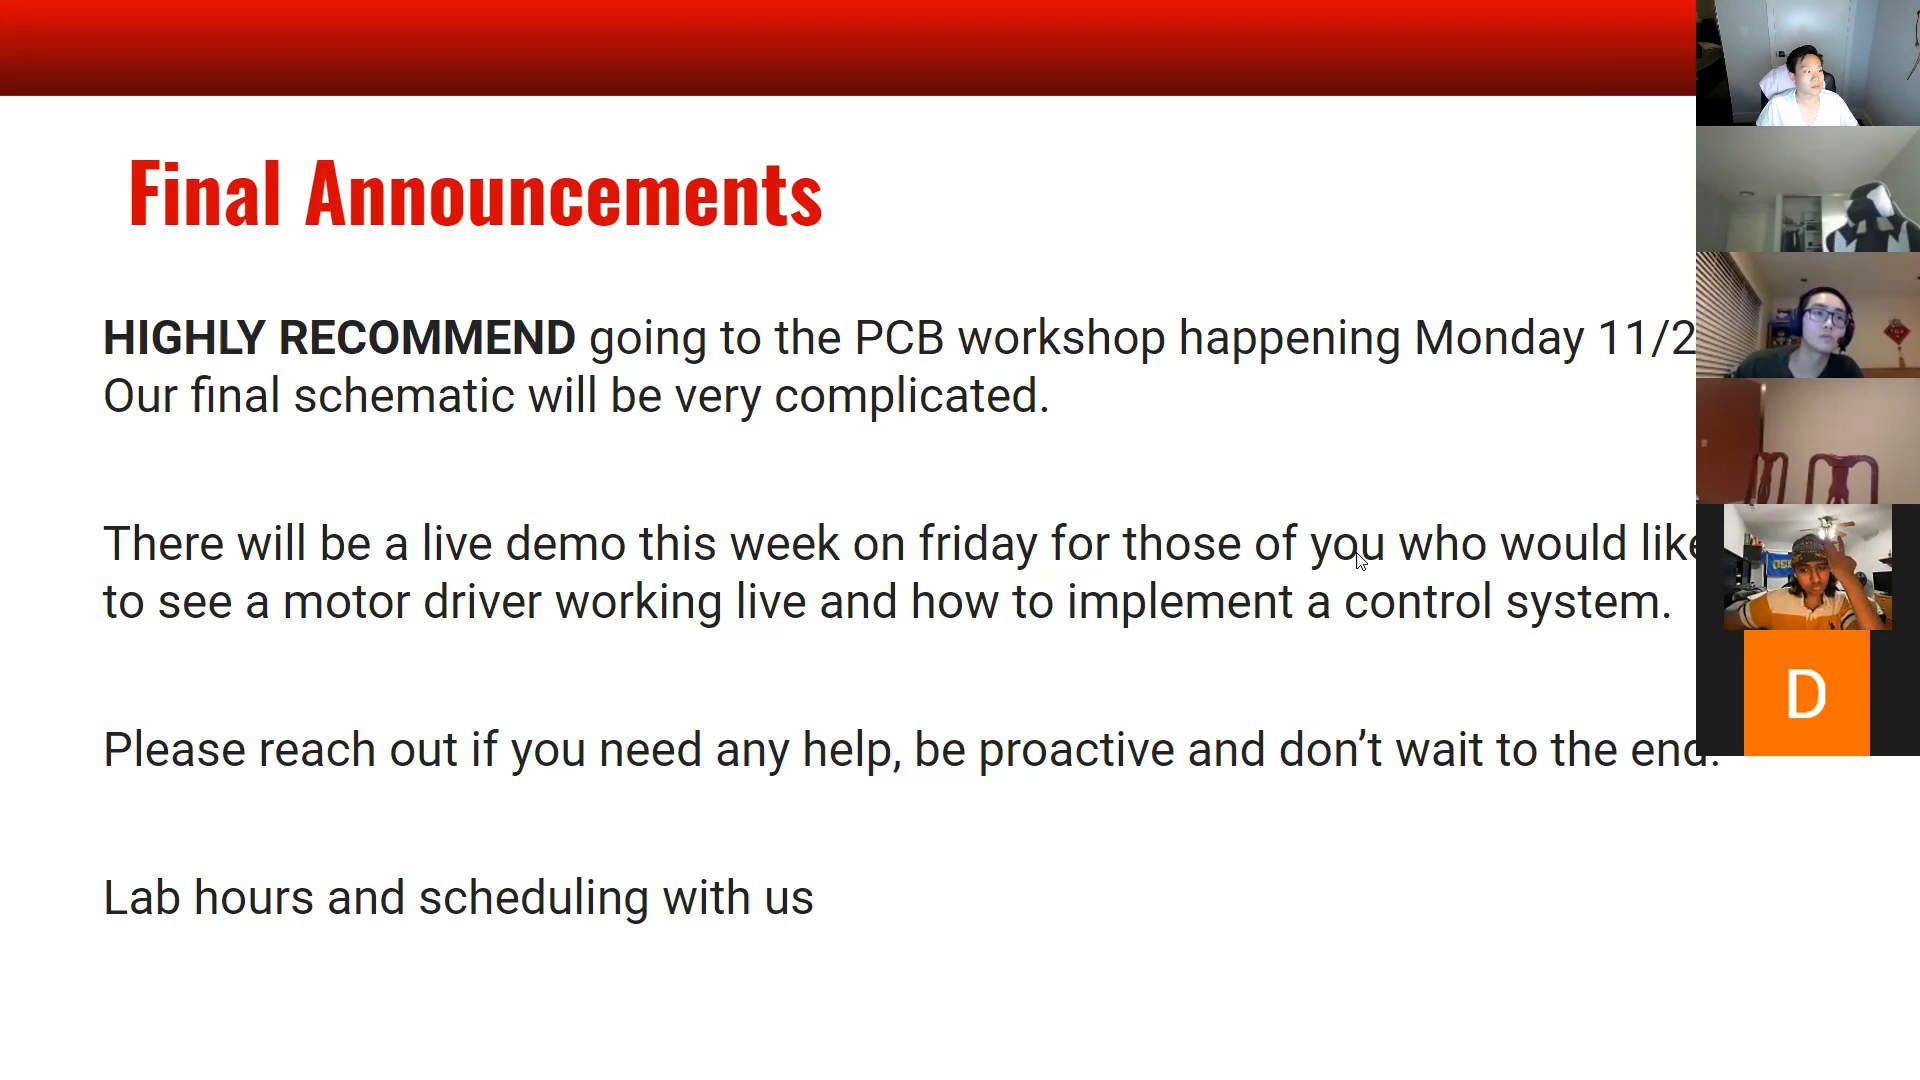 Final Announcements
HIGHLY RECOMMEND going to the PCB workshop happening Monday 11/2
Our final schematic will be very complicated.
There will be a live demo this week on friday for those of you who would like
to see a motor driver working live and how to implement a control system.
Please reach out if you need any help, be proactive and don’t wait to the end.
Lab hours and scheduling with us
D